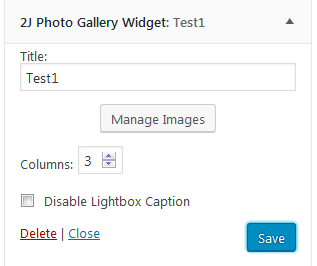 2J Photo Gallery Widget: Test1
Title:
Test1
Manage Images
Columns: 3
Disable Lightbox Caption
Delete | Close
Save